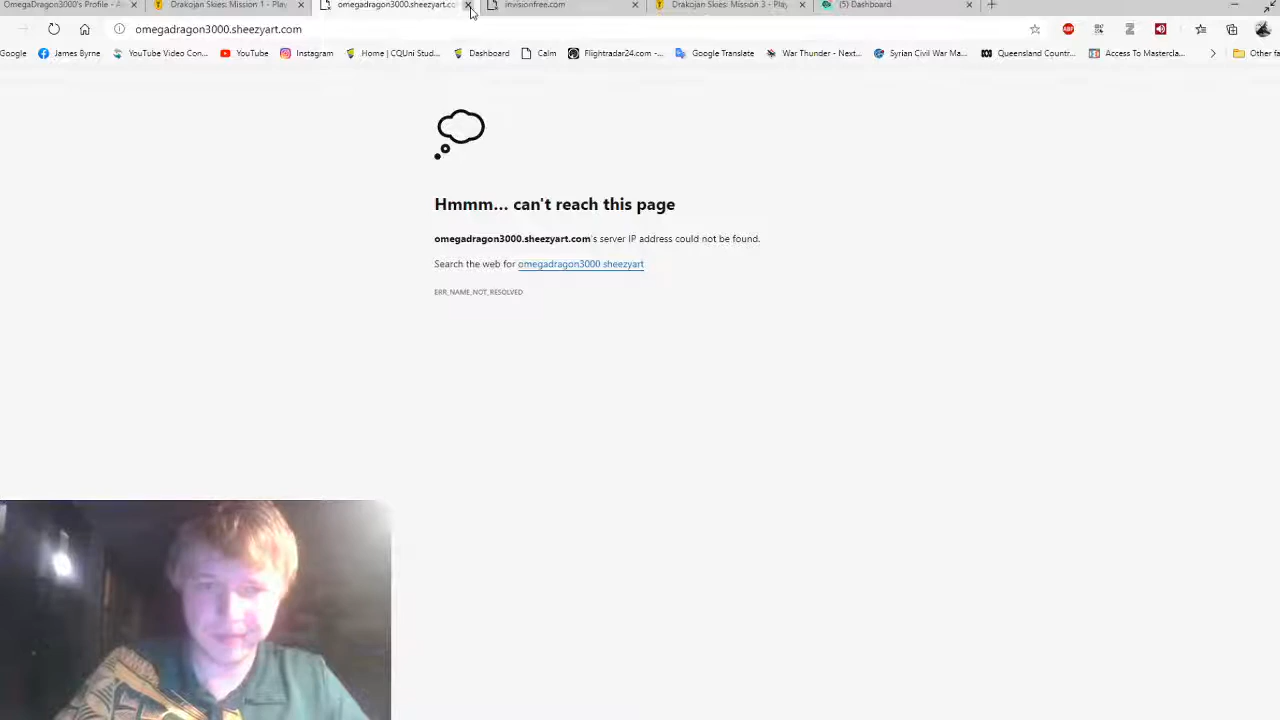 OmegaDragon3000's Profile - A
Drakojan Skies: Mission 1 - Play
omegadragon3000.sheezyart.co
invisionfree.com
Drakojan Skies: Mission 3 - Play
(5) Dashboard
omegadragon3000.sheezyart.com
Google
James Byrne
YouTube Video Con...
YouTube
Instagram
Home | CQUni Stud...
Dashboard
Calm
Flightradar24.com -...
Google Translate
War Thunder - Next...
Syrian Civil War Ma...
Queensland Countr...
Access To Mastercla...
Other fa
Hmmm... can't reach this page
omegadragon3000.sheezyart.com's server IP address could not be found.
Search the web for omegadragon3000 sheezyart
ERR_NAME_NOT_RESOLVED